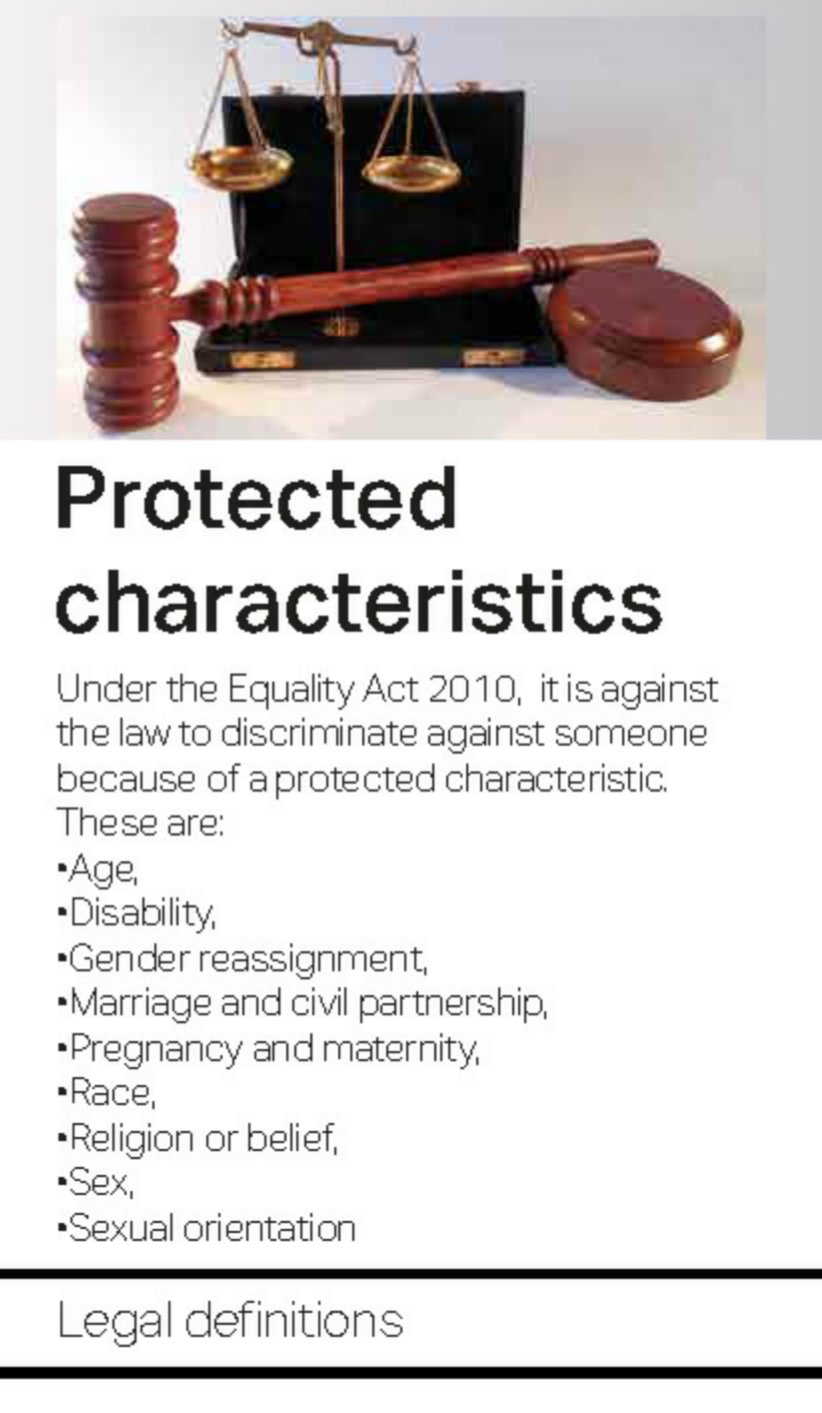 Protected
characteristics
Under the Equality Act 2010, it is against
the law to discriminate against someone
because of a protected characteristic.
These are:
•Age,
•Disability,
•Gender reassignment,
•Marriage and civil partnership,
•Pregnancy and maternity,
•Race,
•Religion or belief,
•Sex,
•Sexual orientation
Legal definitions